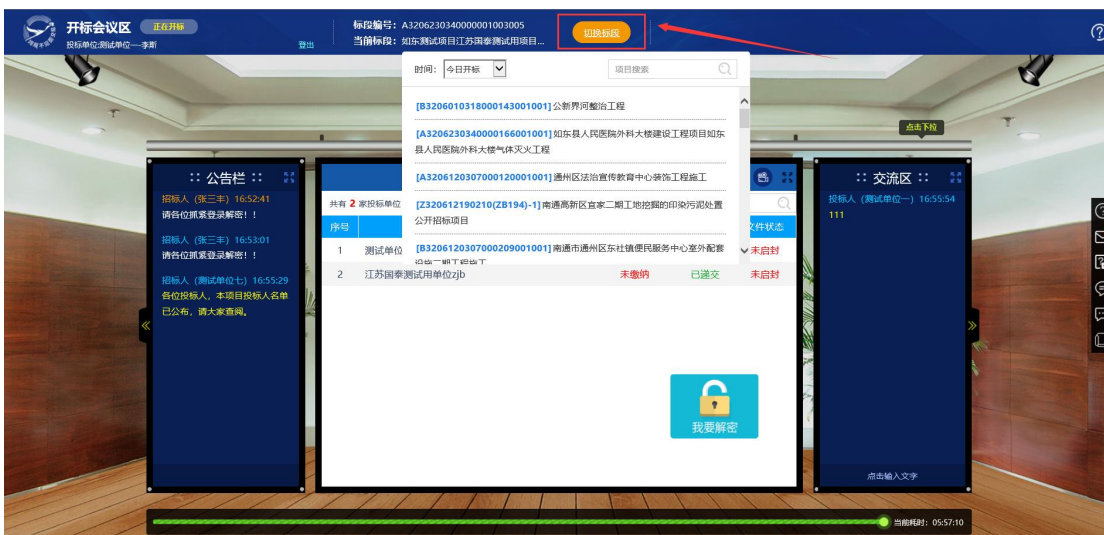 开标会议区
正在开标
投标单位:测试单位一-李斯
登出
标段编号：A3206230340000001003005
当前标段：如东测试项目江苏国泰测试用项目...
切换标段
时间：
今日开标
项目搜索
[B3206010318000143001001]公新界河整治工程
[A3206230340000166001001]如东县人民医院外科大楼建设工程项目如东
县人民医院外科大楼气体灭火工程
[A3206120307000120001001]通州区法治宣传教育中心装饰工程施工
[Z320612190210(ZB194)-1]南通高新区宜家二期工地挖掘的印染污泥处置
公开招标项目
[B3206120307000209001001]南通市通州区东社镇便民服务中心室外配套
设施二期工程施工
点击下拉
:: 公告栏 ::
招标人（张三丰）16:52:41
请各位抓紧登录解密！！
招标人（张三丰）16:53:01
请各位抓紧登录解密！！
招标人（测试单位七）16:55:29
各位投标人，本项目投标人名单
已公布，请大家查阅。
共有 2 家投标单位
序号
文件状态
1 测试单位 未启封
2 江苏国泰测试用单位zjb 未缴纳 已递交 未启封
我要解密
:: 交流区 ::
投标人（测试单位一）16:55:54
111
点击输入文字
当前耗时：05:57:10